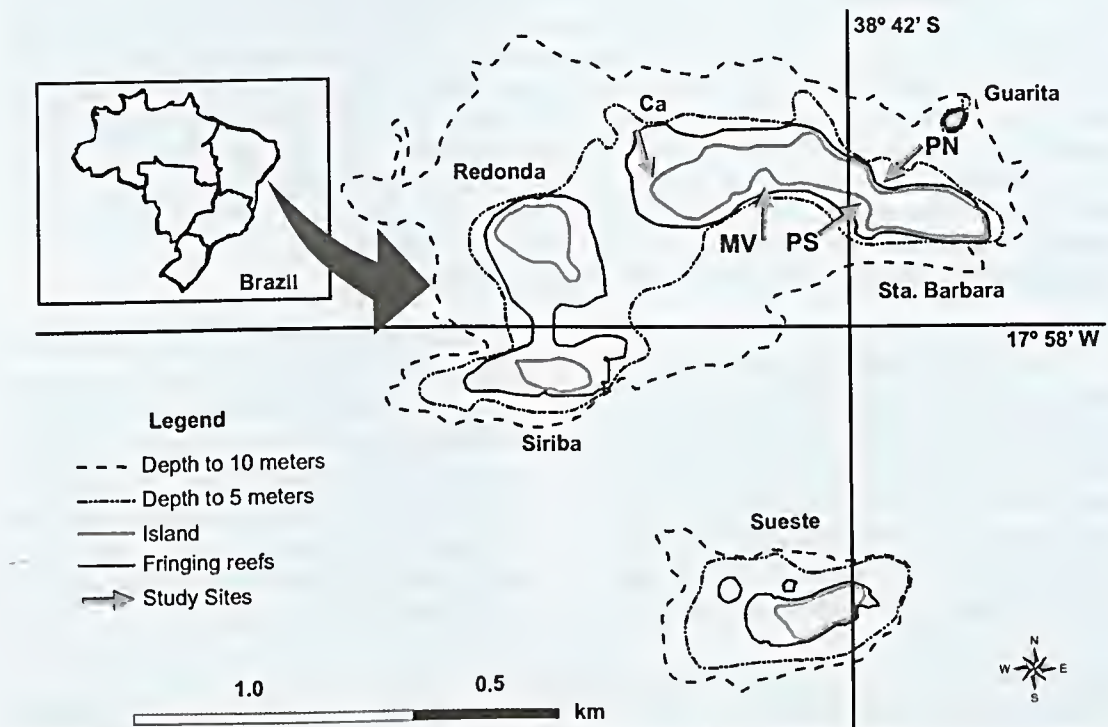 38° 42' S
Guarita
Ca
PN
Redonda
MV
PS
Brazil
Sta. Barbara
17° 58' W
Siriba
Legend
Depth to 10 meters
Depth to 5 meters
Island
Fringing reefs
Study Sites
Sueste
N
W E
S
1.0 0.5
km